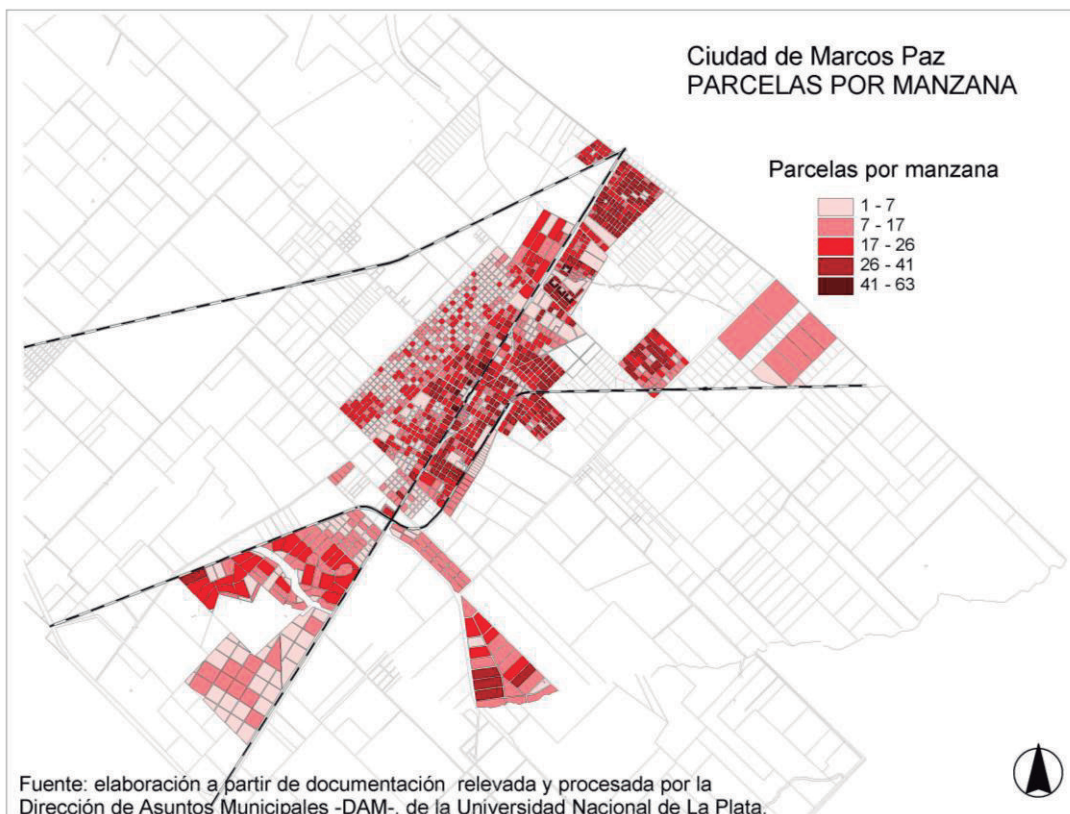 Ciudad de Marcos Paz
PARCELAS POR MANZANA
Parcelas por manzana
1 - 7
7 - 17
17 - 26
26 - 41
41 - 63
Fuente: elaboración a partir de documentación relevada y procesada por la
Dirección de Asuntos Municipales -DAM-, de la Universidad Nacional de La Plata.